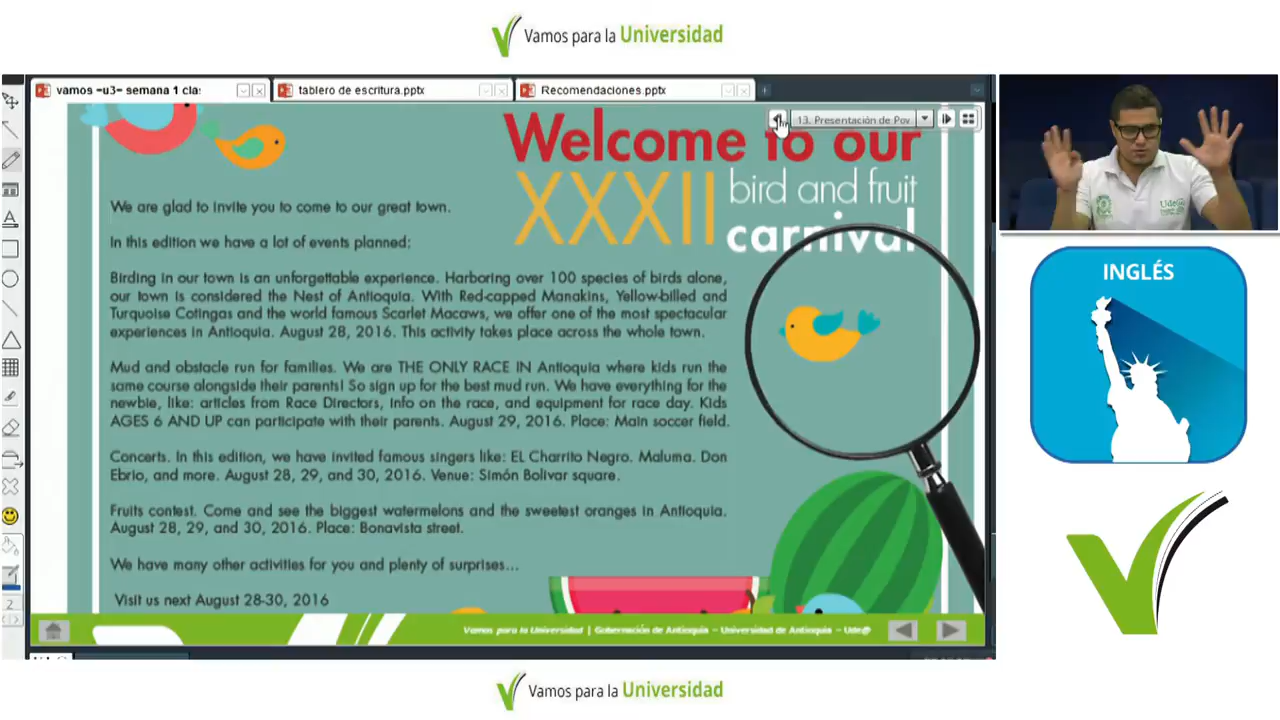 Vamos para la Universidad
vamos -u3- semana 1 cla:
tablero de escritura.pptx
Recomendaciones.pptx
13. Presentación de Pov
Welcome to our
XXXII bird and fruit
carnival
We are glad to invite you to come to our great town.
In this edition we have a lot of events planned:
Birding in our town is an unforgettable experience. Harboring over 100 species of birds alone,
our town is considered the Nest of Antioquia. With Red-capped Manakins, Yellow-billed and
Turquoise Cotingas and the world famous Scarlet Macaws, we offer one of the most spectacular
experiences in Antioquia. August 28, 2016. This activity takes place across the whole town.
Mud and obstacle run for families. We are THE ONLY RACE IN Antioquia where kids run the
same course alongside their parents! So sign up for the best mud run. We have everything for the
newbie, like: articles from Race Directors, Info on the race, and equipment for race day. Kids
AGES 6 AND UP can participate with their parents. August 29, 2016. Place: Main soccer field.
Concerts. In this edition, we have invited famous singers like: EL Charrito Negro. Maluma. Don
Ebrio, and more. August 28, 29, and 30, 2016. Venue: Simón Bolivar square.
Fruits contest. Come and see the biggest watermelons and the sweetest oranges in Antioquia.
August 28, 29, and 30, 2016. Place: Bonavista street.
We have many other activities for you and plenty of surprises...
Visit us next August 28-30, 2016
2
Vamos para la Universidad | Gobernación de Antioquia – Universidad de Antioquia – Ude@
UdeA
INGLÉS
Vamos para la Universidad